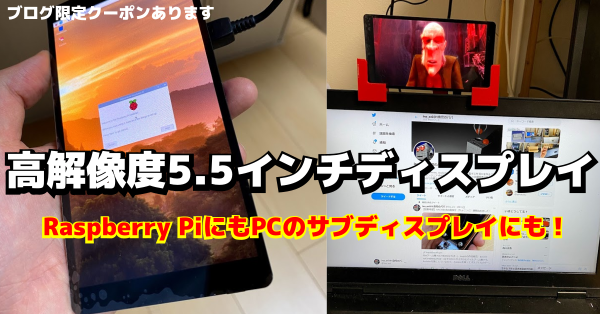 ブログ限定クーポンあります
高解像度5.5インチディスプレイ
Raspberry PiにもPCのサブディスプレイにも！
DELL